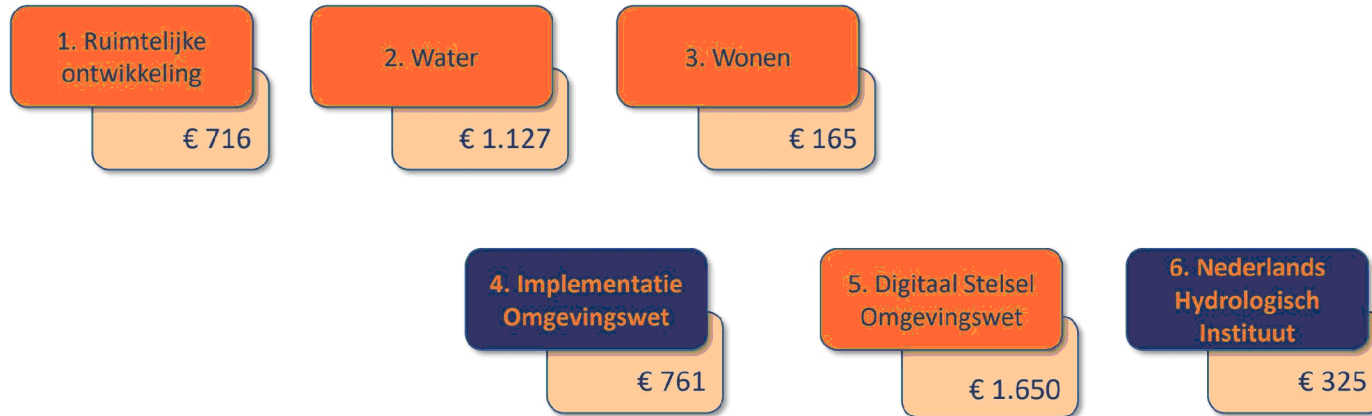 1. Ruimtelijke
ontwikkeling
€ 716
2. Water
€ 1.127
3. Wonen
€ 165
4. Implementatie
Omgevingswet
€ 761
5. Digitaal Stelsel
Omgevingswet
€ 1.650
6. Nederlands
Hydrologisch
Instituut
€ 325